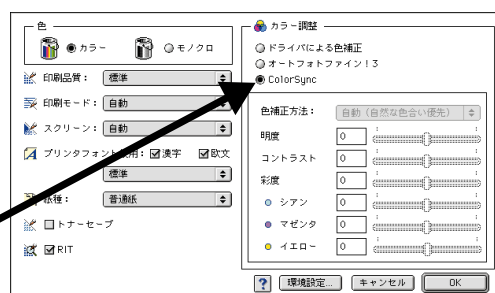 色
カラー
モノクロ
印刷品質：
標準
印刷モード：
自動
スクリーン：
自動
プリンタフォント
用：
漢字
欧文
標準
紙種：
普通紙
トナーセーブ
RIT
カラー調整
ドライバによる色補正
オートフォトファイン！3
ColorSync
色補正方法：
自動（自然な色合い優先）
明度
0
コントラスト
0
彩度
0
シアン
0
マゼンタ
0
イエロー
0
?
環境設定...
キャンセル
OK